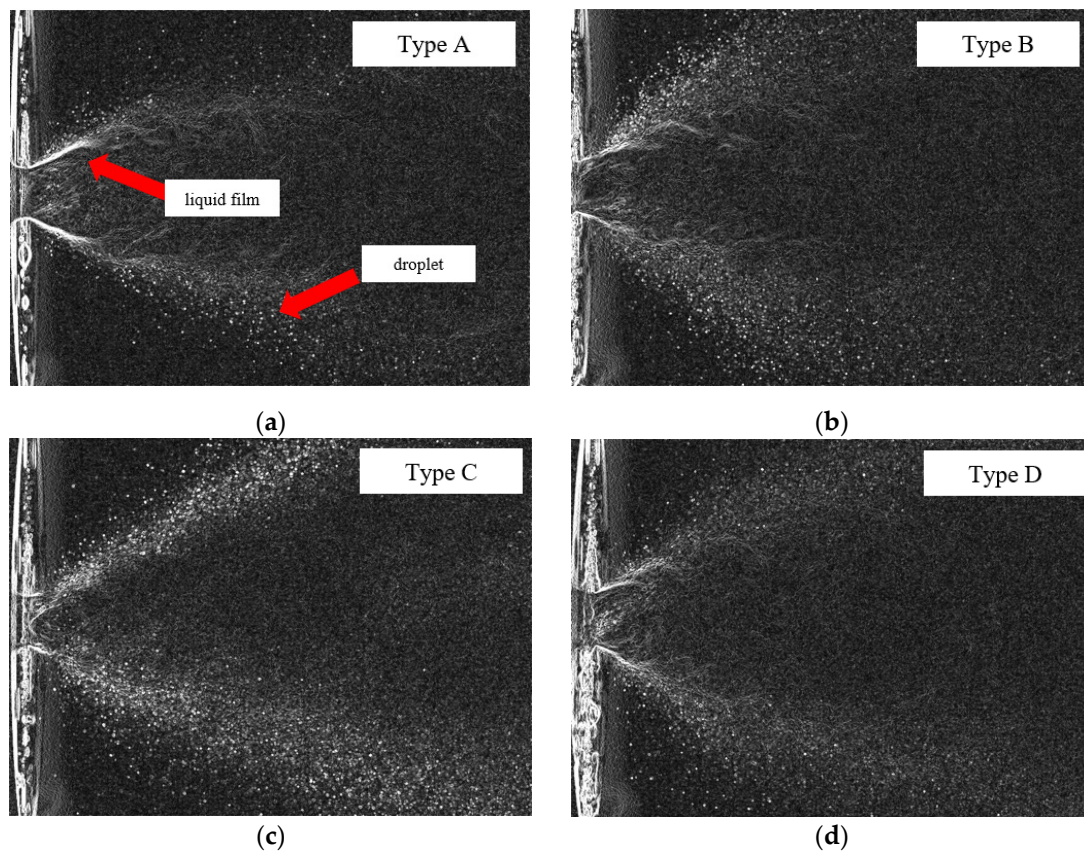 Type A
Type B
liquid film
droplet
(a)
(b)
Type C
Type D
(c)
(d)